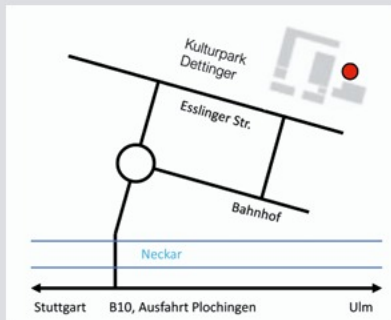 Kulturpark
Dettinger
Esslinger Str.
Bahnhof
Neckar
Stuttgart B10, Ausfahrt Plochingen Ulm